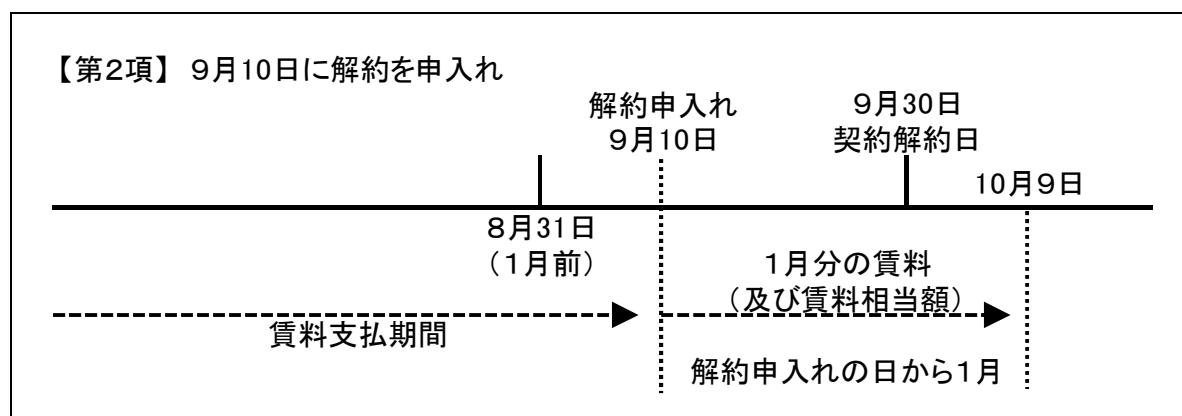 【第２項】 ９月10日に解約を申入れ
解約申入れ
９月10日
９月30日
契約解約日
10月９日
８月31日
（１月前）
１月分の賃料
（及び賃料相当額）
賃料支払期間
解約申入れの日から１月